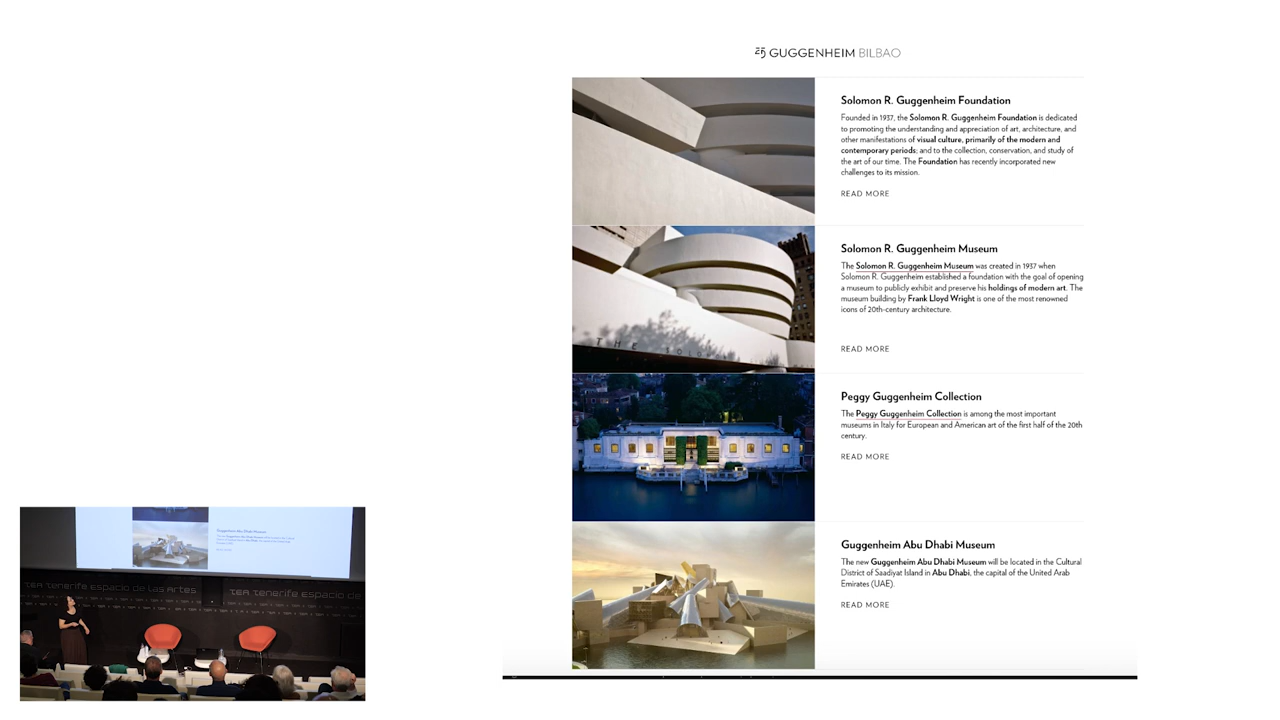 25 GUGGENHEIM BILBAO
Solomon R. Guggenheim Foundation
Founded in 1937, the Solomon R. Guggenheim Foundation is dedicated
to promoting the understanding and appreciation of art, architecture, and
other manifestations of visual culture, primarily of the modern and
contemporary periods; and to the collection, conservation, and study of
the art of our time. The Foundation has recently incorporated new
challenges to its mission.
READ MORE
THE SOLOMON
Solomon R. Guggenheim Museum
The Solomon R. Guggenheim Museum was created in 1937 when
Solomon R. Guggenheim established a foundation with the goal of opening
a museum to publicly exhibit and preserve his holdings of modern art. The
museum building by Frank Lloyd Wright is one of the most renowned
icons of 20th-century architecture.
READ MORE
Peggy Guggenheim Collection
The Peggy Guggenheim Collection is among the most important
museums in Italy for European and American art of the first half of the 20th
century.
READ MORE
Guggenheim Abu Dhabi Museum
The new Guggenheim Abu Dhabi Museum will be located in the Cultural
District of Saadiyat Island in Abu Dhabi, the capital of the United Arab
Emirates (UAE).
READ MORE
Guggenheim Abu Dhabi Museum
TEA Tenerife Espacio de las Artes
TEA Tenerife Espacio de